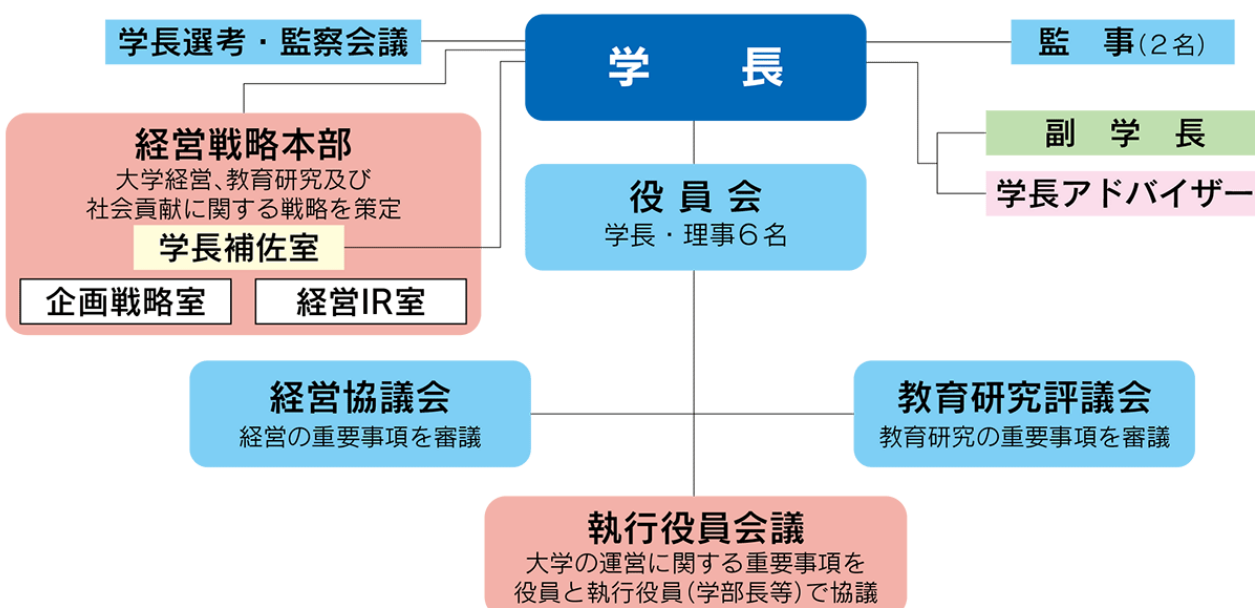 学長選考・監察会議
学　長
監　事(2名)
経営戦略本部
大学経営、教育研究及び
社会貢献に関する戦略を策定
学長補佐室
企画戦略室
経営IR室
副　学　長
学長アドバイザー
役員会
学長・理事6名
経営協議会
経営の重要事項を審議
教育研究評議会
教育研究の重要事項を審議
執行役員会議
大学の運営に関する重要事項を
役員と執行役員(学部長等)で協議